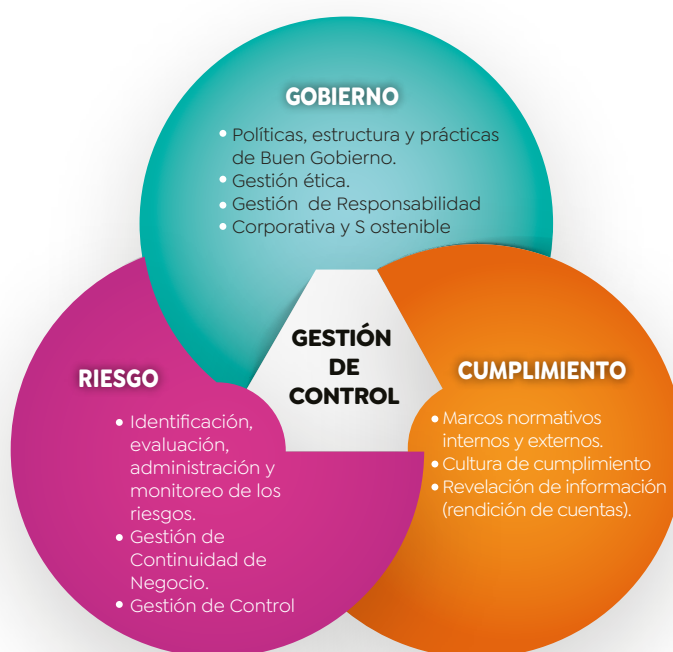 GOBIERNO
• Políticas, estructura y prácticas
de Buen Gobierno.
• Gestión ética.
• Gestión de Responsabilidad
• Corporativa y S ostenible
GESTIÓN
DE
CONTROL
RIESGO
• Identificación,
evaluación,
administración y
monitoreo de los
riesgos.
• Gestión de
Continuidad de
Negocio.
• Gestión de Control
CUMPLIMIENTO
• Marcos normativos
internos y externos.
• Cultura de cumplimiento
• Revelación de información
(rendición de cuentas).